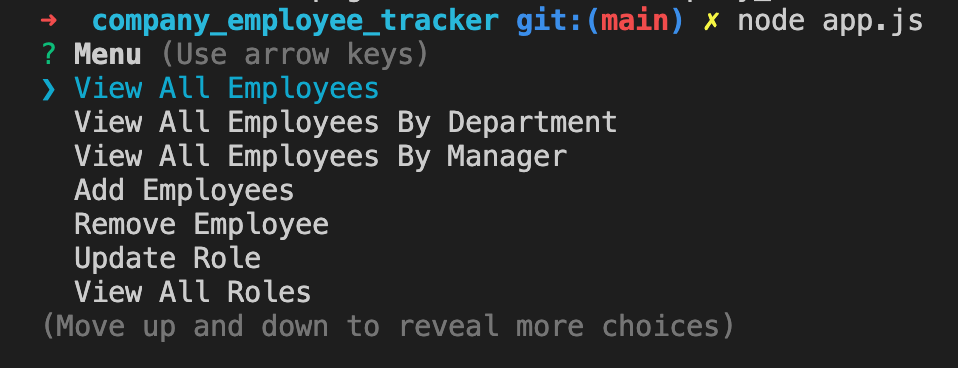 ➜  company_employee_tracker git:(main) ✗ node app.js
? Menu (Use arrow keys)
❯ View All Employees
  View All Employees By Department
  View All Employees By Manager
  Add Employees
  Remove Employee
  Update Role
  View All Roles
(Move up and down to reveal more choices)